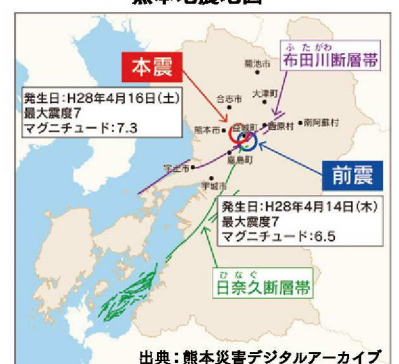 熊本地震地図
本震
発生日：H28年4月16日(土)
最大震度7
マグニチュード：7.3
ふたがわ
布田川断層帯
菊池市
合志市
大津町
熊本市
益城町
西原村
南阿蘇村
嘉島町
宇土市
宇城市
前震
発生日：H28年4月14日(木)
最大震度7
マグニチュード：6.5
ひなぐ
日奈久断層帯
出典：熊本災害デジタルアーカイブ